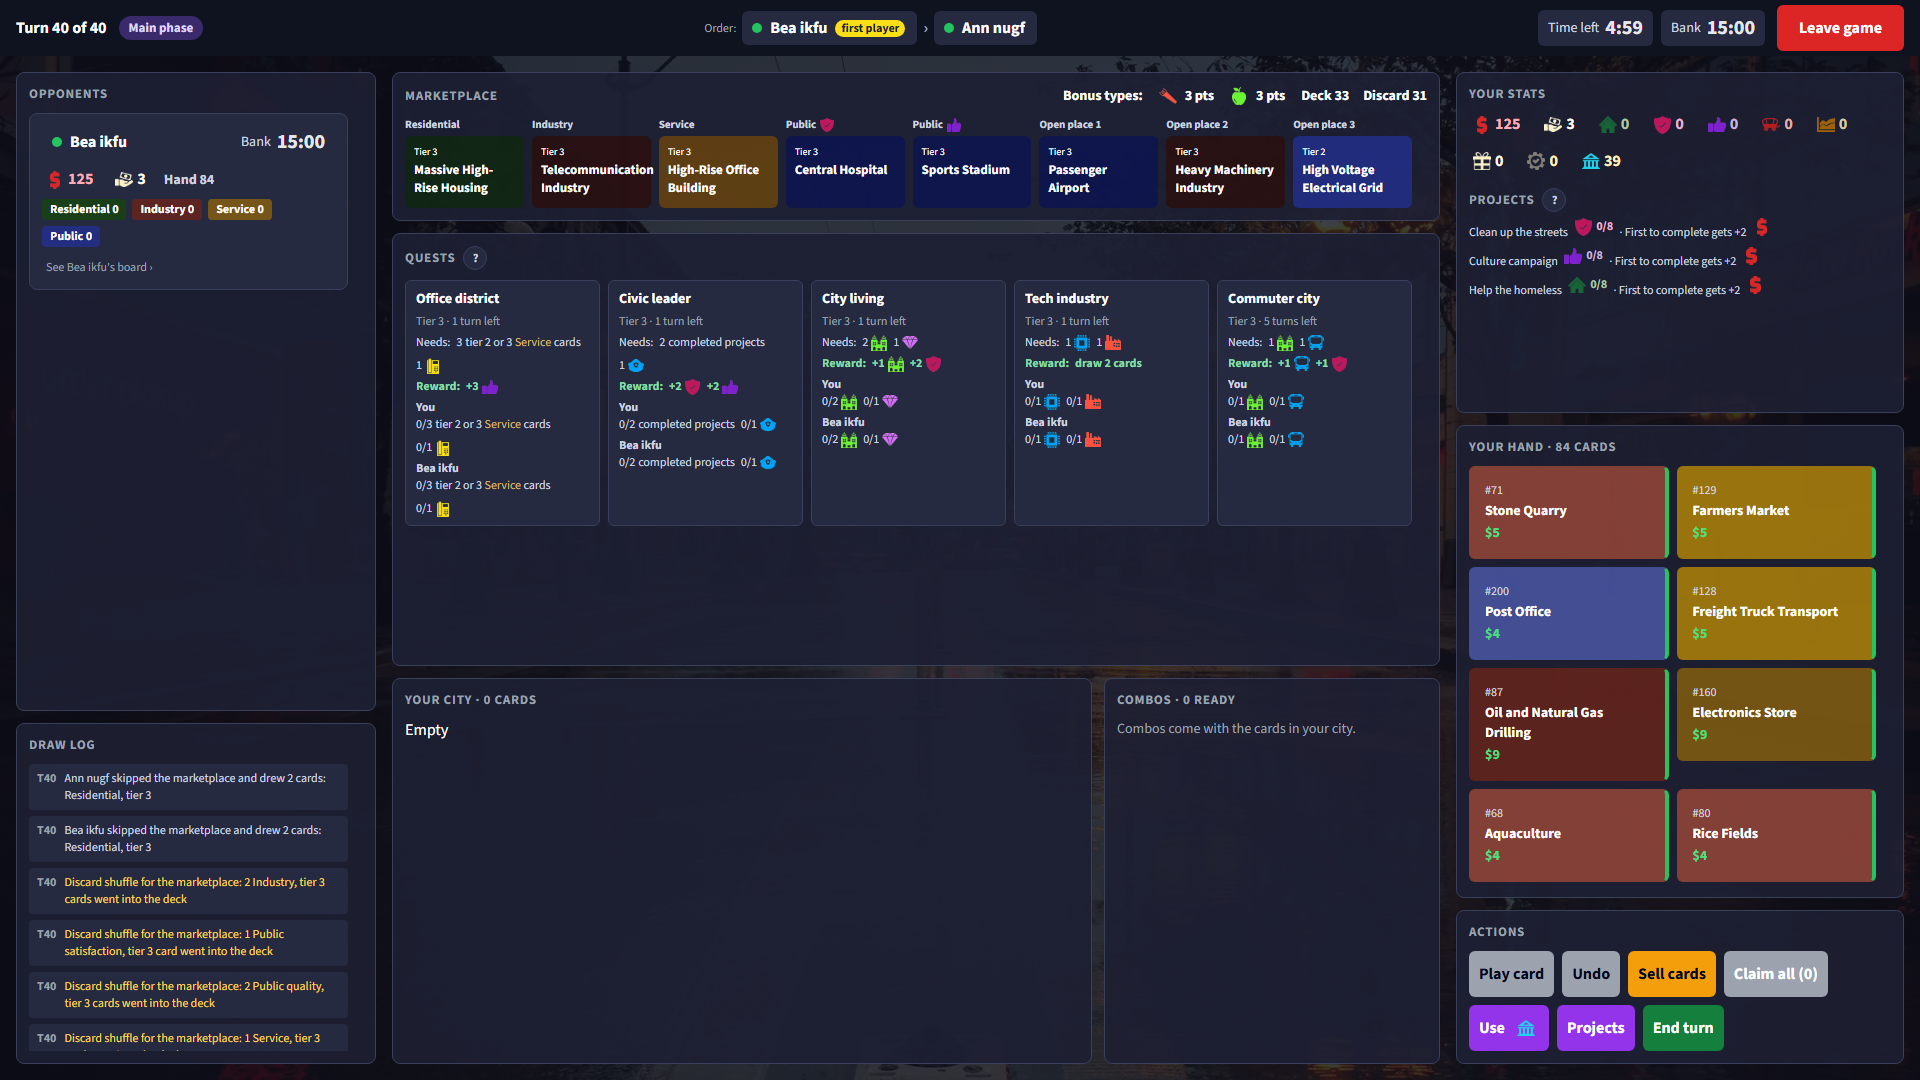 Turn 40 of 40
Main phase
Order:
Bea ikfu first player
›
Ann nugf
Time left 4:59
Bank 15:00
Leave game
OPPONENTS
Bea ikfu
Bank 15:00
125
3
Hand 84
Residential 0
Industry 0
Service 0
Public 0
See Bea ikfu's board ›
DRAW LOG
T40 Ann nugf skipped the marketplace and drew 2 cards:
Residential, tier 3
T40 Bea ikfu skipped the marketplace and drew 2 cards:
Residential, tier 3
T40 Discard shuffle for the marketplace: 2 Industry, tier 3
cards went into the deck
T40 Discard shuffle for the marketplace: 1 Public
satisfaction, tier 3 card went into the deck
T40 Discard shuffle for the marketplace: 2 Public quality,
tier 3 cards went into the deck
T40 Discard shuffle for the marketplace: 1 Service, tier 3
MARKETPLACE
Bonus types: 3 pts 3 pts Deck 33 Discard 31
Residential
Tier 3
Massive High-
Rise Housing
Industry
Tier 3
Telecommunication
Industry
Service
Tier 3
High-Rise Office
Building
Public
Tier 3
Central Hospital
Public
Tier 3
Sports Stadium
Open place 1
Tier 3
Passenger
Airport
Open place 2
Tier 3
Heavy Machinery
Industry
Open place 3
Tier 2
High Voltage
Electrical Grid
QUESTS ?
Office district
Tier 3 · 1 turn left
Needs: 3 tier 2 or 3 Service cards
1
Reward: +3
You
0/3 tier 2 or 3 Service cards
0/1
Bea ikfu
0/3 tier 2 or 3 Service cards
0/1
Civic leader
Tier 3 · 1 turn left
Needs: 2 completed projects
1
Reward: +2 +2
You
0/2 completed projects 0/1
Bea ikfu
0/2 completed projects 0/1
City living
Tier 3 · 1 turn left
Needs: 2 1
Reward: +1 +2
You
0/2 0/1
Bea ikfu
0/2 0/1
Tech industry
Tier 3 · 1 turn left
Needs: 1 1
Reward: draw 2 cards
You
0/1 0/1
Bea ikfu
0/1 0/1
Commuter city
Tier 3 · 5 turns left
Needs: 1 1
Reward: +1 +1
You
0/1 0/1
Bea ikfu
0/1 0/1
YOUR CITY · 0 CARDS
Empty
COMBOS · 0 READY
Combos come with the cards in your city.
YOUR STATS
125 3 0 0 0 0 0
0 0 39
PROJECTS ?
Clean up the streets 0/8 · First to complete gets +2
Culture campaign 0/8 · First to complete gets +2
Help the homeless 0/8 · First to complete gets +2
YOUR HAND · 84 CARDS
#71
Stone Quarry
$5
#129
Farmers Market
$5
#200
Post Office
$4
#128
Freight Truck Transport
$5
#87
Oil and Natural Gas
Drilling
$9
#160
Electronics Store
$9
#68
Aquaculture
$4
#80
Rice Fields
$4
ACTIONS
Play card
Undo
Sell cards
Claim all (0)
Use
Projects
End turn